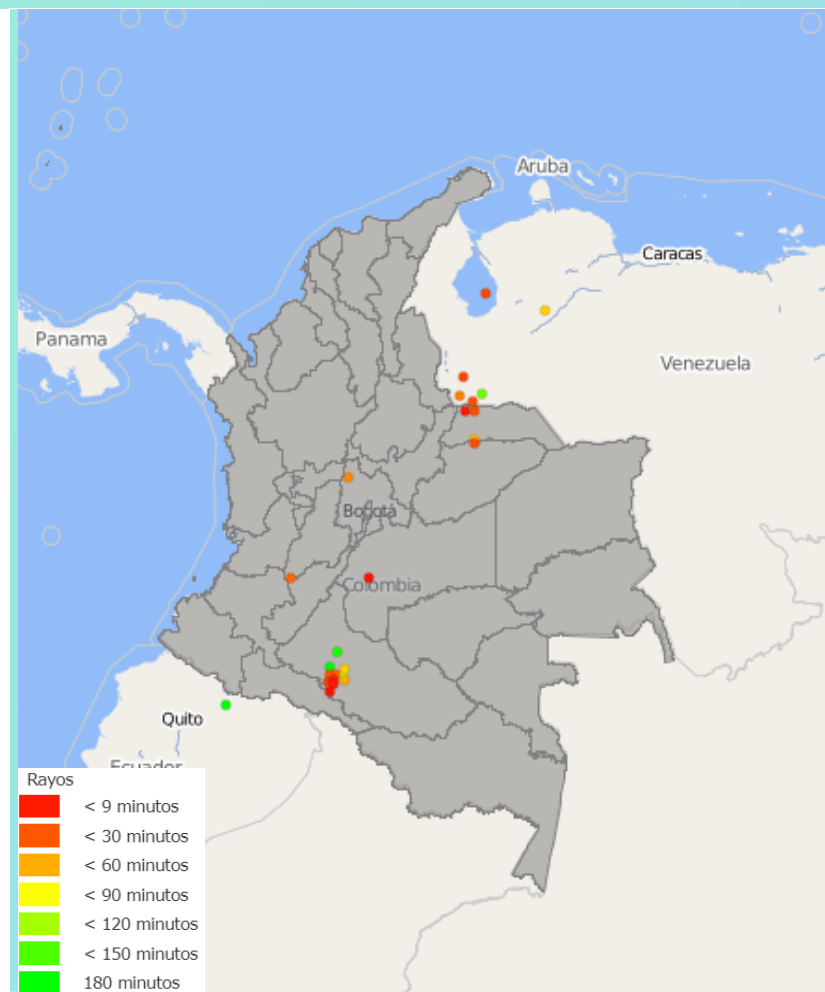 Aruba
Caracas
Panama
Venezuela
Bogotá
Colombia
Quito
Ecuador
Rayos
< 9 minutos
< 30 minutos
< 60 minutos
< 90 minutos
< 120 minutos
< 150 minutos
180 minutos